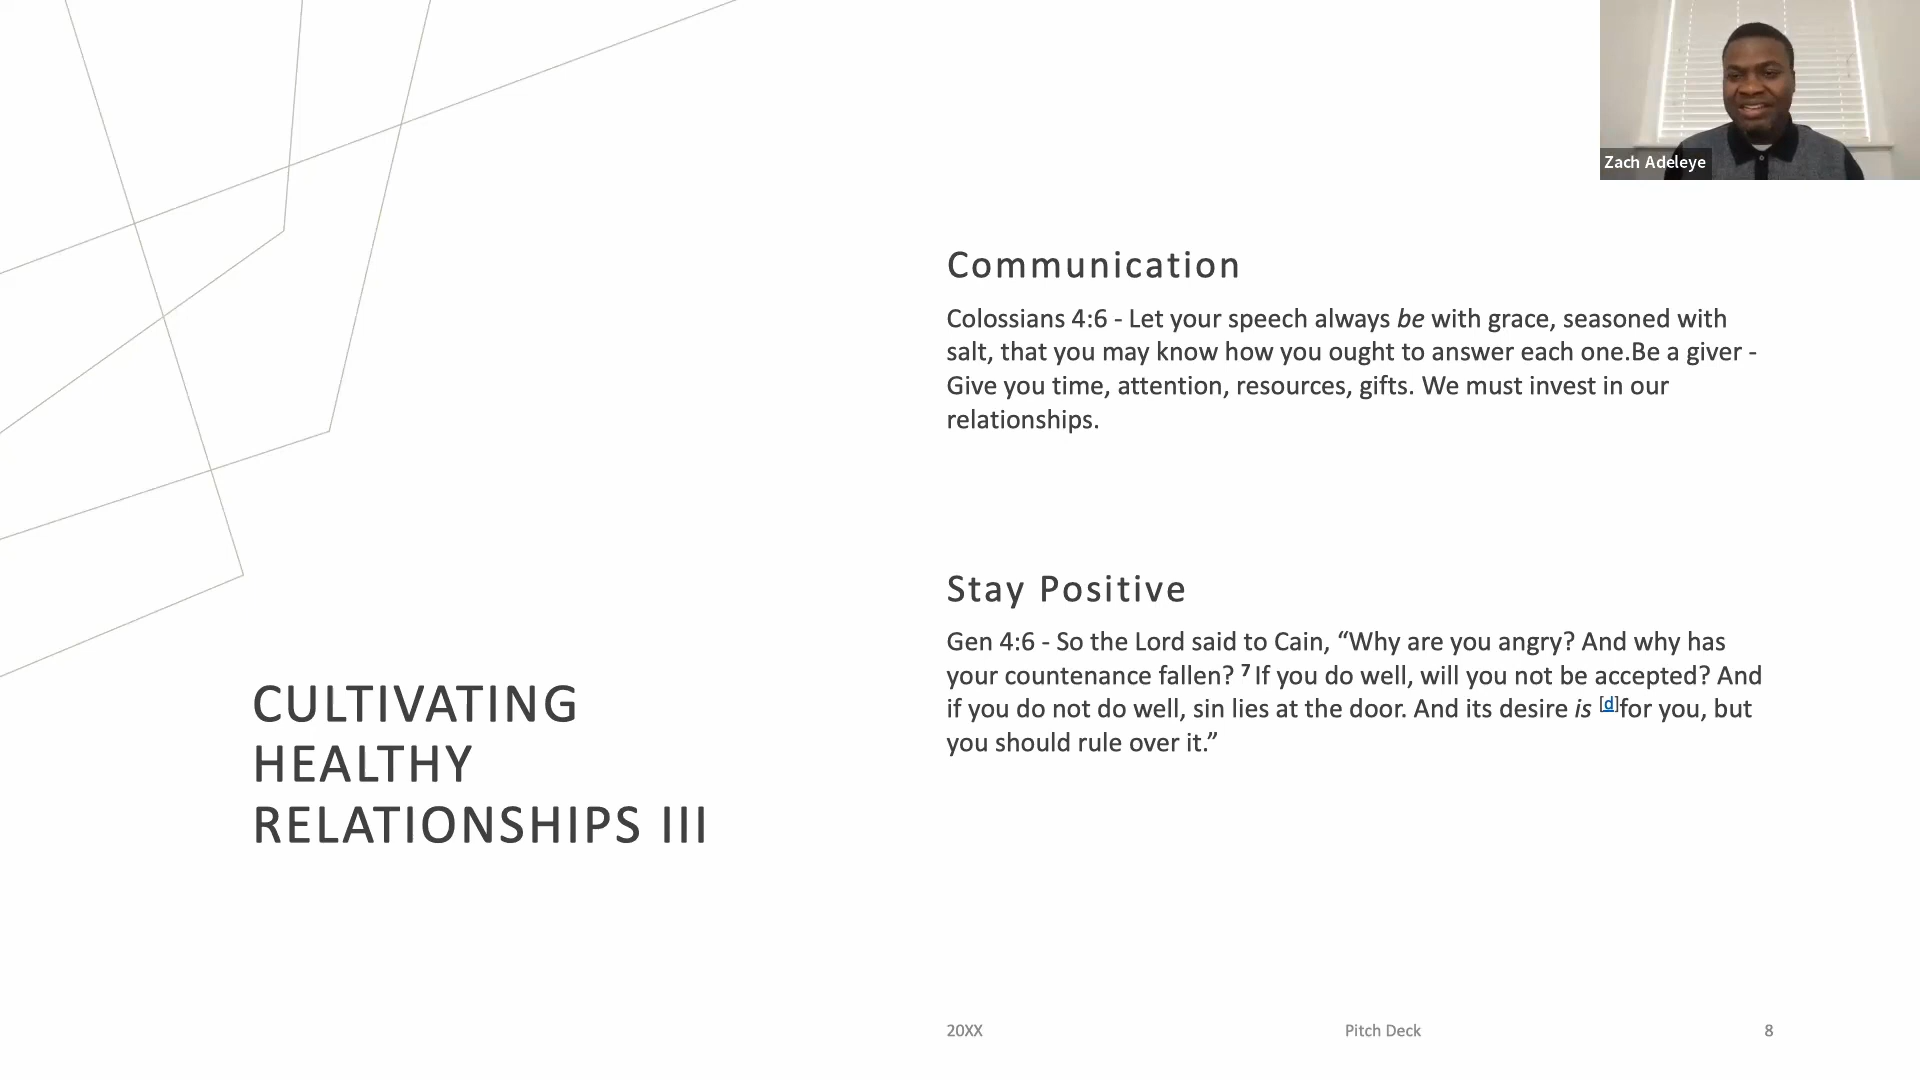 Zach Adeleye
Communication
Colossians 4:6 - Let your speech always be with grace, seasoned with
salt, that you may know how you ought to answer each one.Be a giver -
Give you time, attention, resources, gifts. We must invest in our
relationships.
Stay Positive
Gen 4:6 - So the Lord said to Cain, “Why are you angry? And why has
your countenance fallen? ⁷ If you do well, will you not be accepted? And
if you do not do well, sin lies at the door. And its desire is [d]for you, but
you should rule over it.”
CULTIVATING
HEALTHY
RELATIONSHIPS III
20XX
Pitch Deck
8